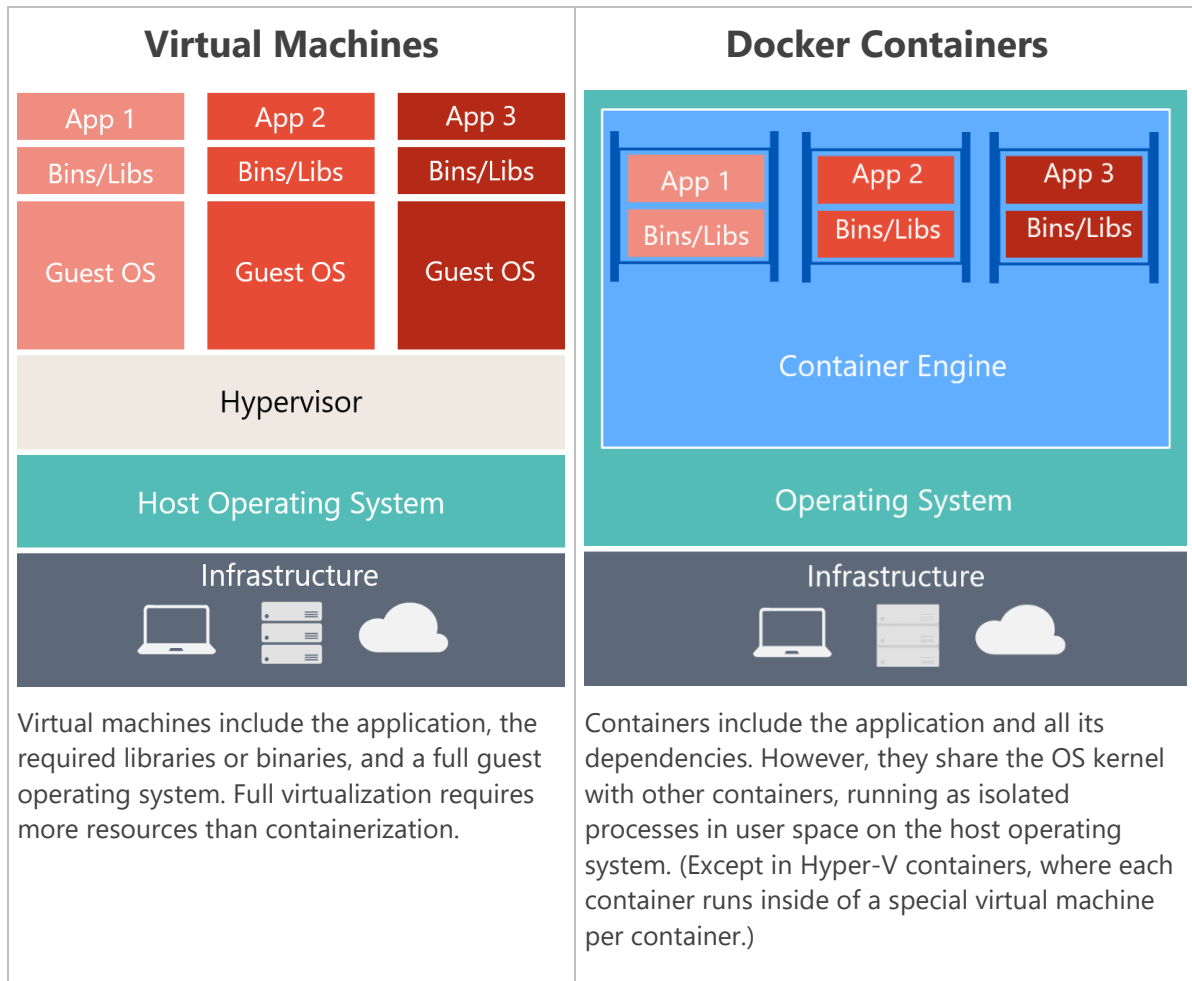 Virtual Machines
App 1
App 2
App 3
Bins/Libs
Bins/Libs
Bins/Libs
Guest OS
Guest OS
Guest OS
Hypervisor
Host Operating System
Infrastructure
Virtual machines include the application, the
required libraries or binaries, and a full guest
operating system. Full virtualization requires
more resources than containerization.
Docker Containers
App 1
App 2
App 3
Bins/Libs
Bins/Libs
Bins/Libs
Container Engine
Operating System
Infrastructure
Containers include the application and all its
dependencies. However, they share the OS kernel
with other containers, running as isolated
processes in user space on the host operating
system. (Except in Hyper-V containers, where each
container runs inside of a special virtual machine
per container.)